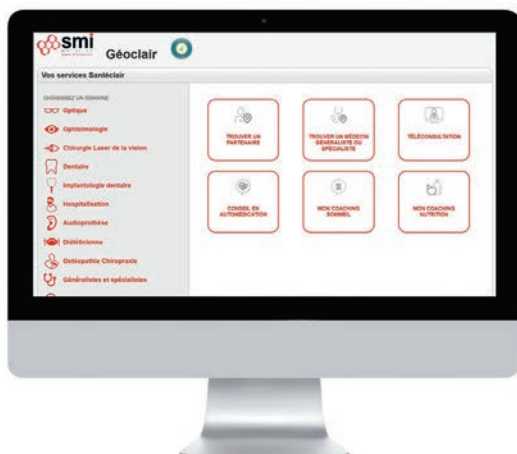 smi
Géoclair
Vos services Santéclair
CHOISISSEZ UN DOMAINE
Optique
Ophtalmologie
Chirurgie Laser de la vision
Dentaire
Implantologie dentaire
Hospitalisation
Audioprothèse
Diététicienne
Ostéopathie Chiropraxie
Généralistes et spécialistes
TROUVER UN
PARTENAIRE
TROUVER UN MÉDECIN
GÉNÉRALISTE OU
SPÉCIALISTE
TÉLÉCONSULTATION
CONSEIL EN
AUTOMÉDICATION
MON COACHING
SOMMEIL
MON COACHING
NUTRITION